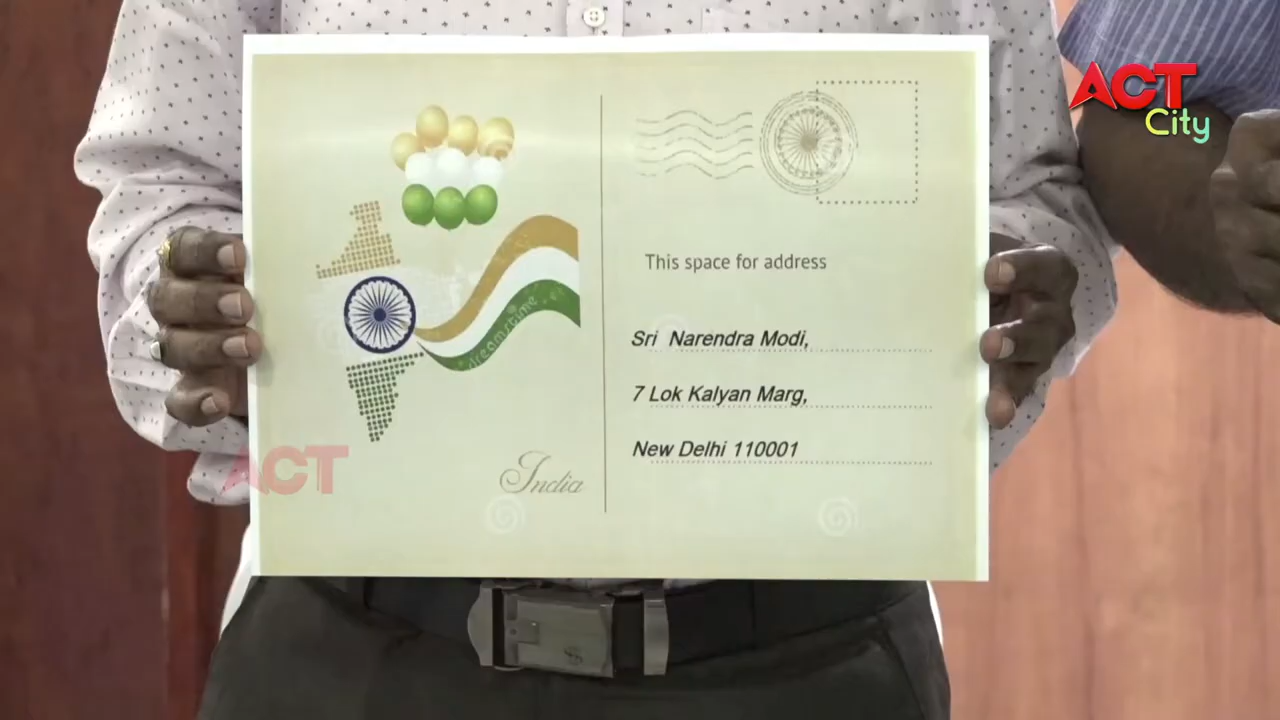 ACT
City
This space for address
Sri Narendra Modi,
7 Lok Kalyan Marg,
New Delhi 110001
dreamstime
India
ACT